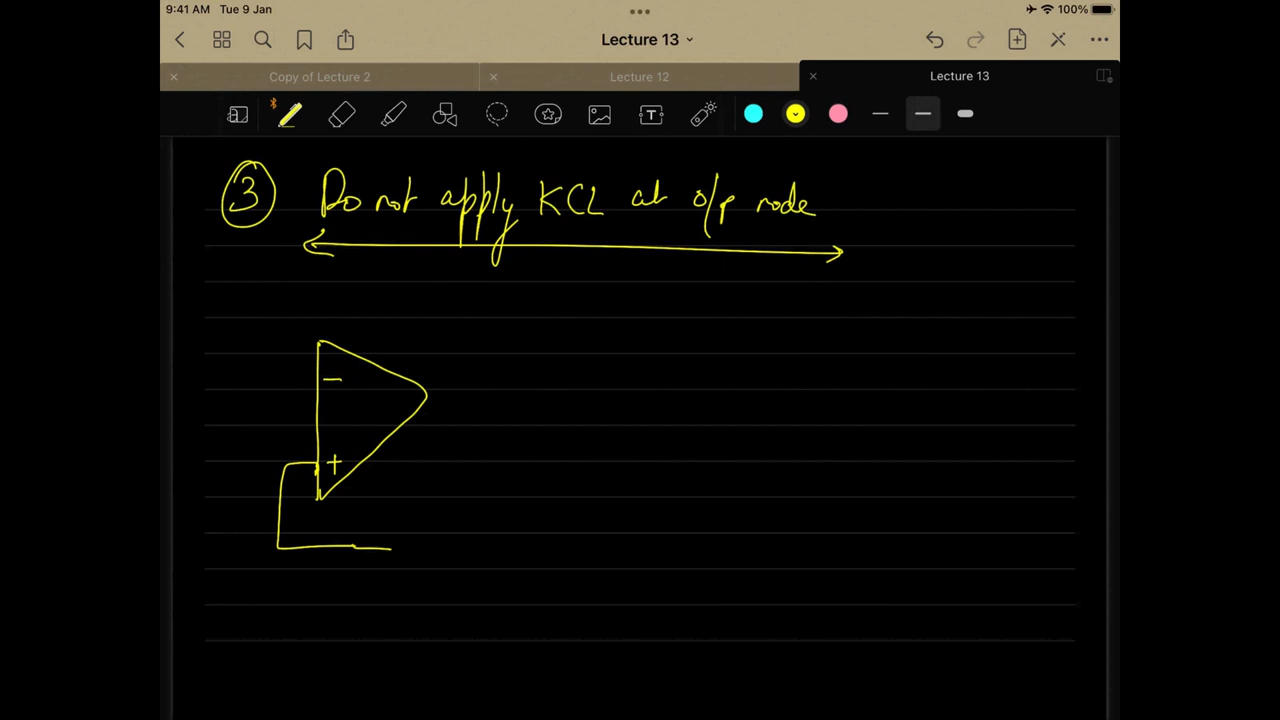 9:41 AM Tue 9 Jan
100%
Lecture 13
Copy of Lecture 2
Lecture 12
Lecture 13
T
3 Do not apply KCL at o/p node
−
+